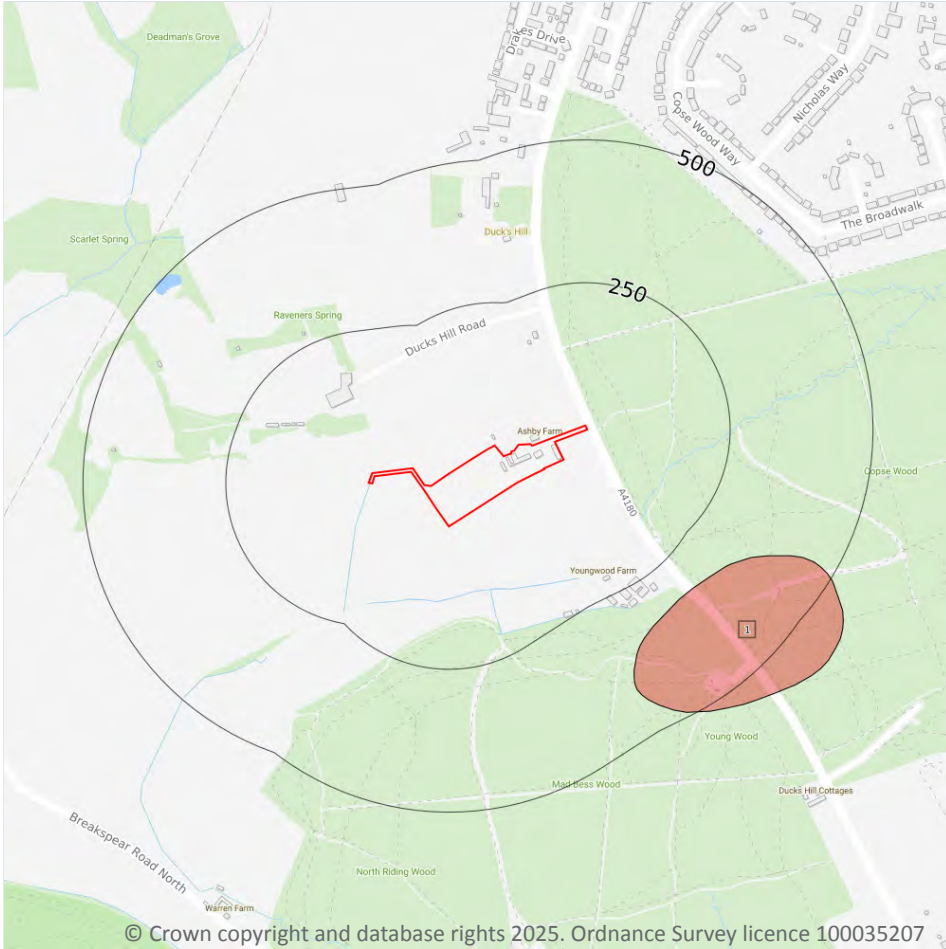 Deadman's Grove
Drakes Drive
Copse Wood Way
Nicholas Way
500
The Broadwalk
Duck's Hill
Scarlet Spring
250
Raveners Spring
Ducks Hill Road
Ashby Farm
Copse Wood
A4180
Youngwood Farm
1
Young Wood
Mad Bess Wood
Ducks Hill Cottages
Breakspear Road North
North Riding Wood
Warren Farm
© Crown copyright and database rights 2025. Ordnance Survey licence 100035207